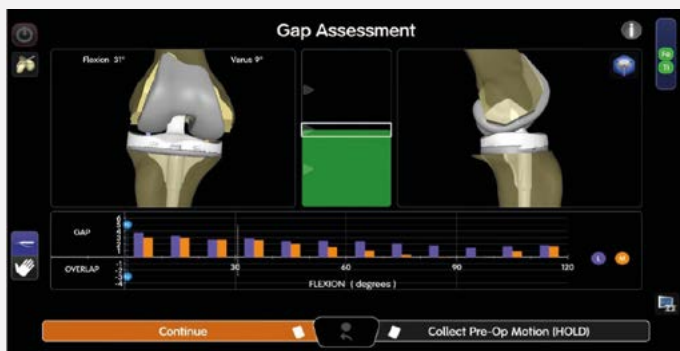 Gap Assessment
i
Flexion 31° Varus 9°
Fe
Ti
GAP
OVERLAP
30 60 90 120
FLEXION ( degrees )
L M
Continue
Collect Pre-Op Motion (HOLD)